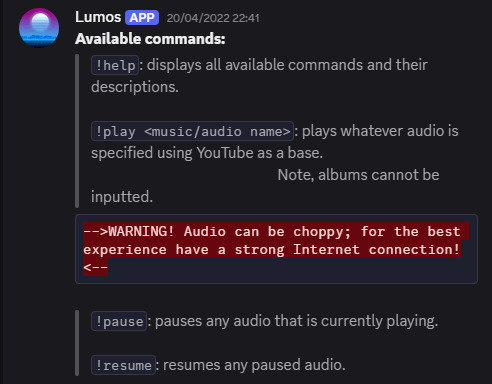 Lumos APP 20/04/2022 22:41
Available commands:
!help: displays all available commands and their
descriptions.
!play <music/audio name>: plays whatever audio is
specified using YouTube as a base.
Note, albums cannot be
inputted.
-->WARNING! Audio can be choppy; for the best
experience have a strong Internet connection!
<--
!pause: pauses any audio that is currently playing.
!resume: resumes any paused audio.